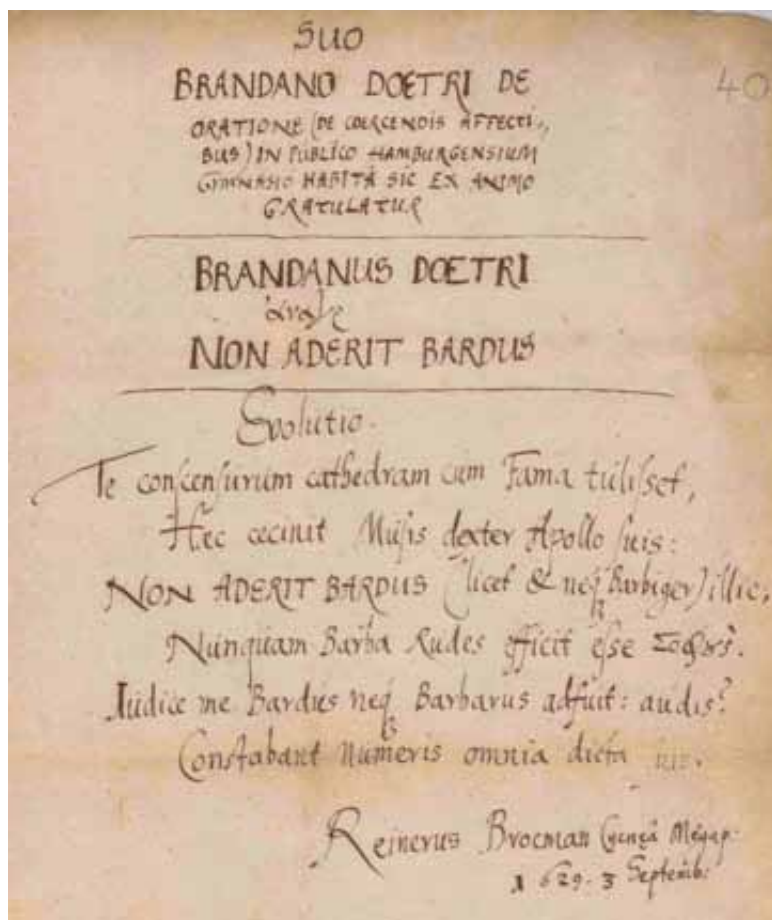 SUO
40
BRANDANO DOETRI DE
ORATIONE (DE COERCENDIS AFFECTI-
BUS) IN PUBLICO HAMBURGENSIUM
GYMNASIO HABITÂ SIC EX ANIMO
GRATULATUR
BRANDANUS DOETRI
NON ADERIT BARDUS
Evolutio.
Te conscensurum cathedram cum Fama tulisset,
Hec cecinit Musis dexter Apollo suis:
NON ADERIT BARDUS (licet & neq Barbiger) illic,
Nunquam Barba Rudes efficit esse σοφούς.
Judice me Bardus neq Barbarus adfuit: audis?
Constabant numeris omnia dicta suis.
Reinerus Brocman Megap.
1629. 3 Septemb: